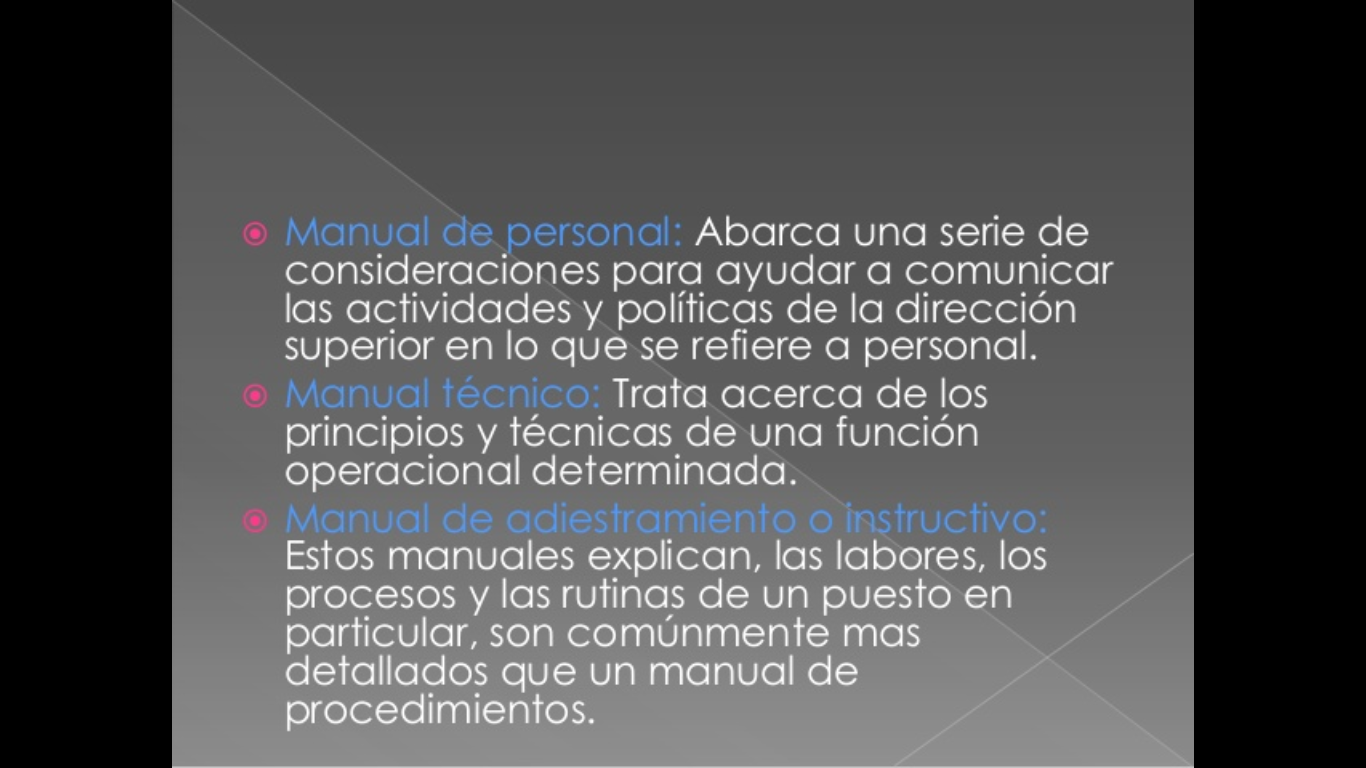 Manual de personal: Abarca una serie de
consideraciones para ayudar a comunicar
las actividades y políticas de la dirección
superior en lo que se refiere a personal.
Manual técnico: Trata acerca de los
principios y técnicas de una función
operacional determinada.
Manual de adiestramiento o instructivo:
Estos manuales explican, las labores, los
procesos y las rutinas de un puesto en
particular, son comúnmente mas
detallados que un manual de
procedimientos.